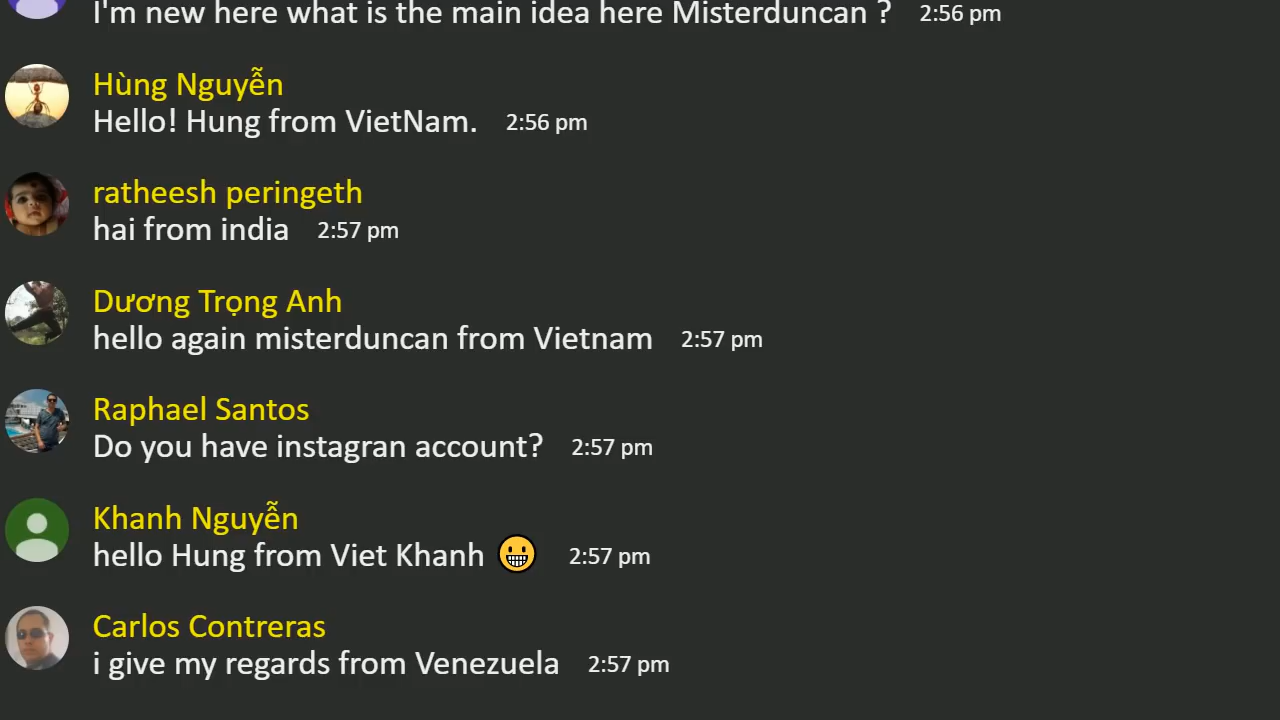 I'm new here what is the main idea here Misterduncan ? 2:56 pm
Hùng Nguyễn
Hello! Hung from VietNam. 2:56 pm
ratheesh peringeth
hai from india 2:57 pm
Dương Trọng Anh
hello again misterduncan from Vietnam 2:57 pm
Raphael Santos
Do you have instagran account? 2:57 pm
Khanh Nguyễn
hello Hung from Viet Khanh 😁 2:57 pm
Carlos Contreras
i give my regards from Venezuela 2:57 pm